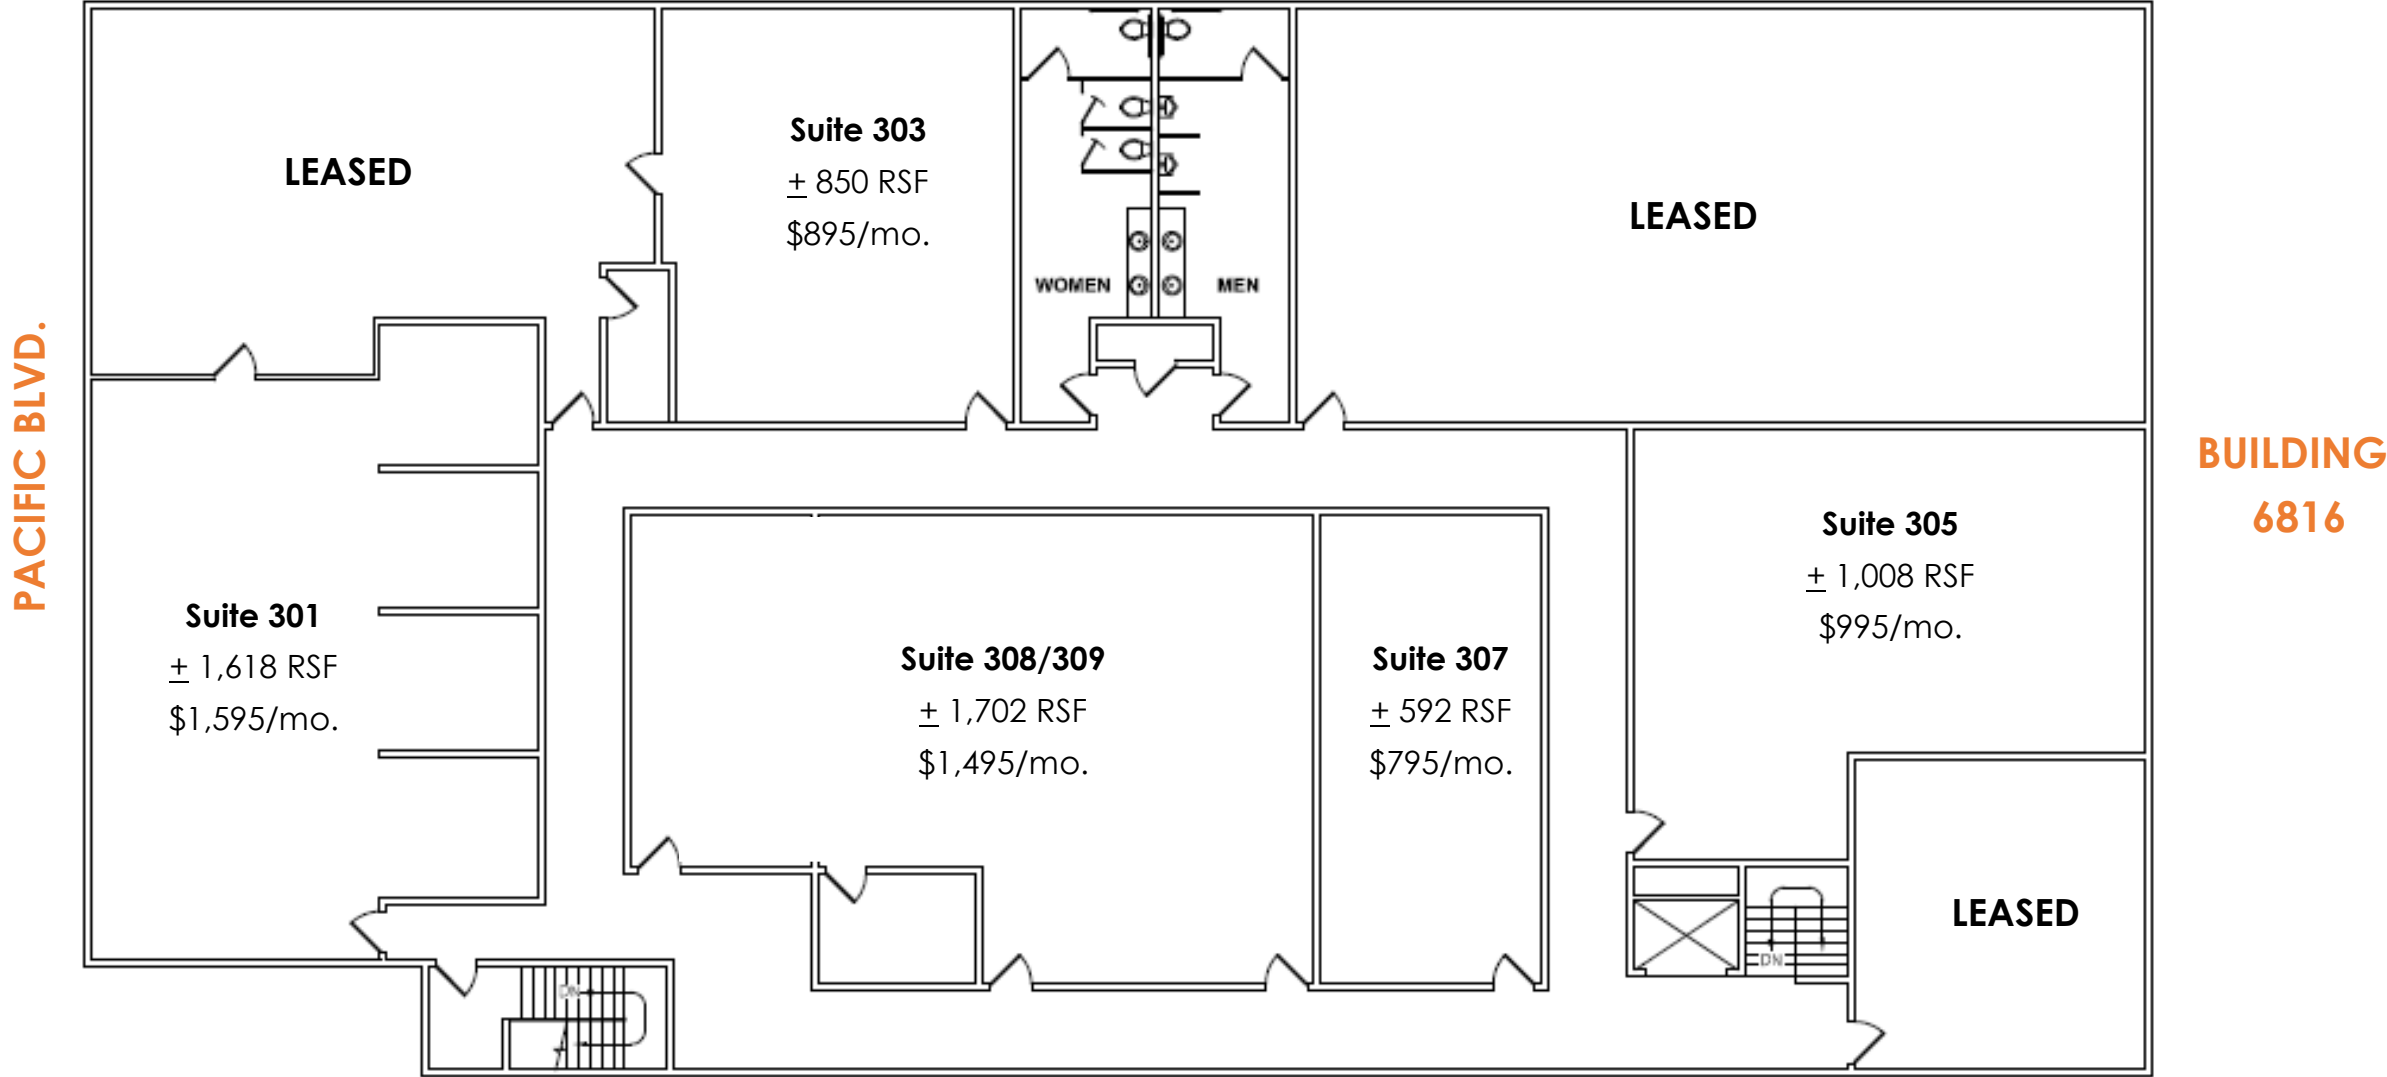 PACIFIC BLVD.
LEASED
Suite 303
+ 850 RSF
$895/mo.
WOMEN
MEN
LEASED
BUILDING
6816
Suite 301
+ 1,618 RSF
$1,595/mo.
Suite 308/309
+ 1,702 RSF
$1,495/mo.
Suite 307
+ 592 RSF
$795/mo.
Suite 305
+ 1,008 RSF
$995/mo.
LEASED
DN
DN